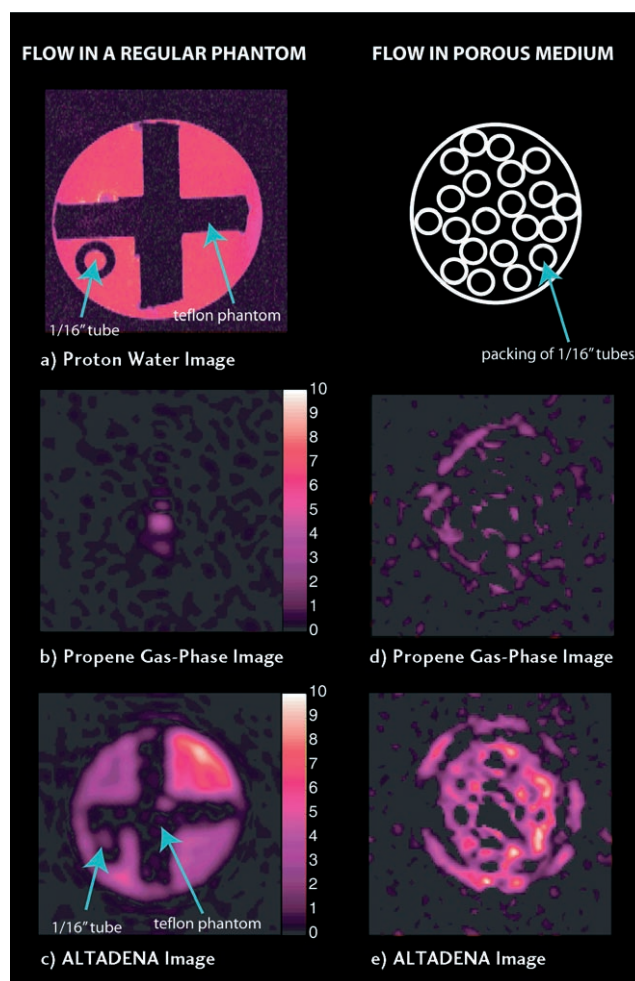 FLOW IN A REGULAR PHANTOM
FLOW IN POROUS MEDIUM
1/16” tube
teflon phantom
a) Proton Water Image
packing of 1/16” tubes
10
9
8
7
6
5
4
3
2
1
0
b) Propene Gas-Phase Image
d) Propene Gas-Phase Image
10
9
8
7
6
5
4
3
2
1
0
1/16” tube
teflon phantom
c) ALTADENA Image
e) ALTADENA Image